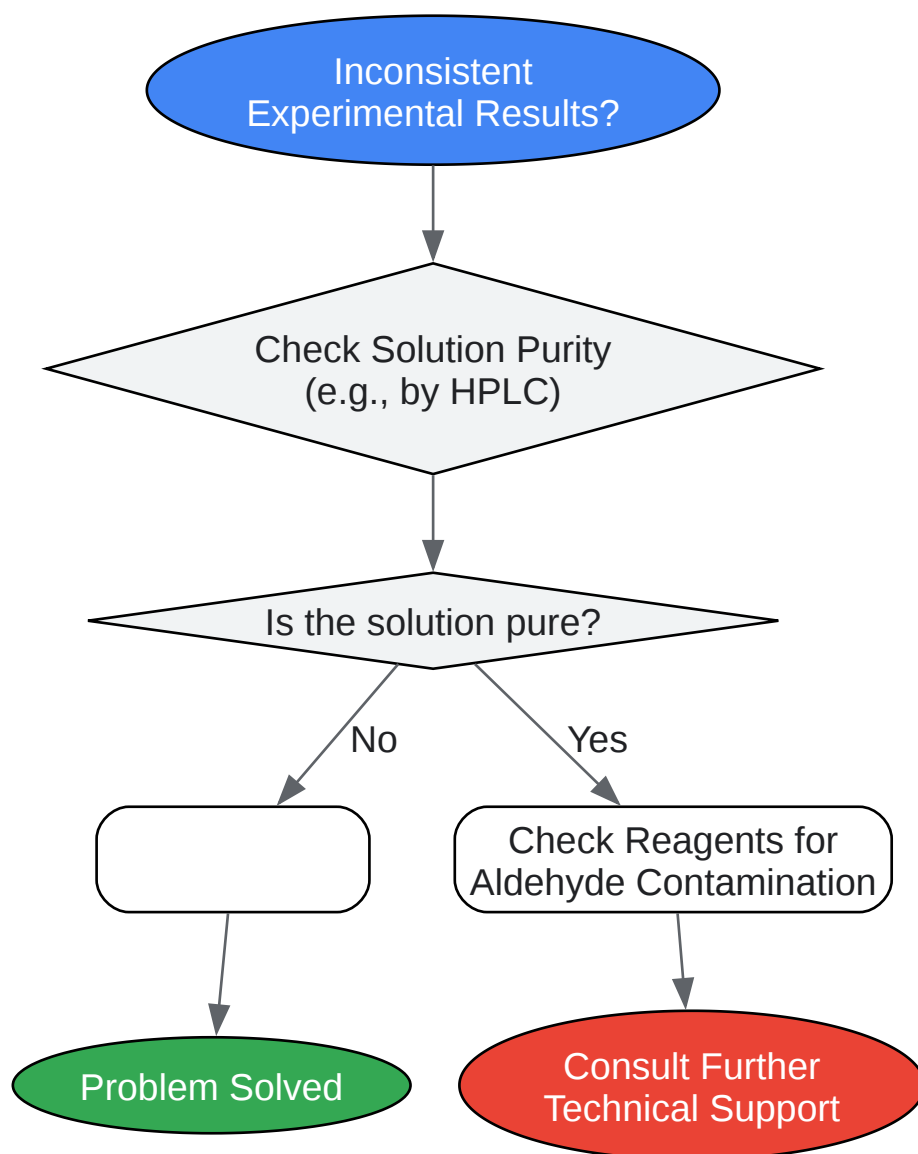 Inconsistent
Experimental Results?
Check Solution Purity
(e.g., by HPLC)
Is the solution pure?
No
Yes
Check Reagents for
Aldehyde Contamination
Problem Solved
Consult Further
Technical Support